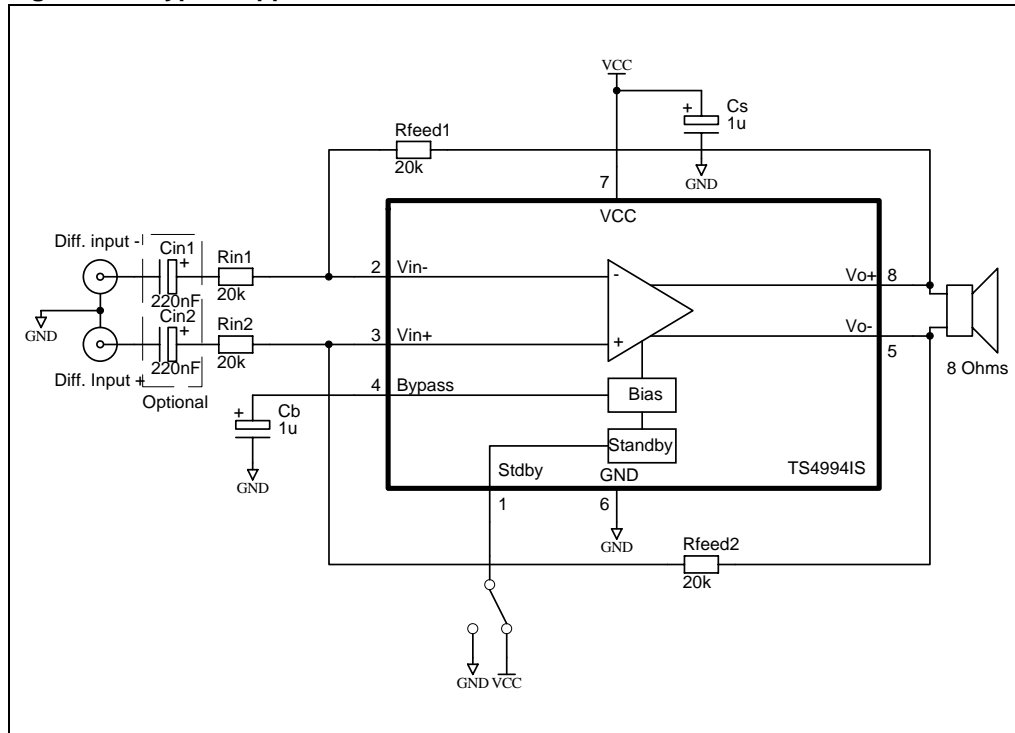 VCC
+
Cs
1u
GND
Rfeed1
20k
7
VCC
Diff. input -
Cin1
+
220nF
Rin1
20k
2
Vin-
-
Vo+
8
GND
Cin2
+
220nF
Rin2
20k
3
Vin+
+
Vo-
5
Diff. Input +
Optional
8 Ohms
4
Bypass
Bias
+
Cb
1u
GND
Standby
Stdby
GND
TS4994IS
1
6
GND
Rfeed2
20k
GND
VCC